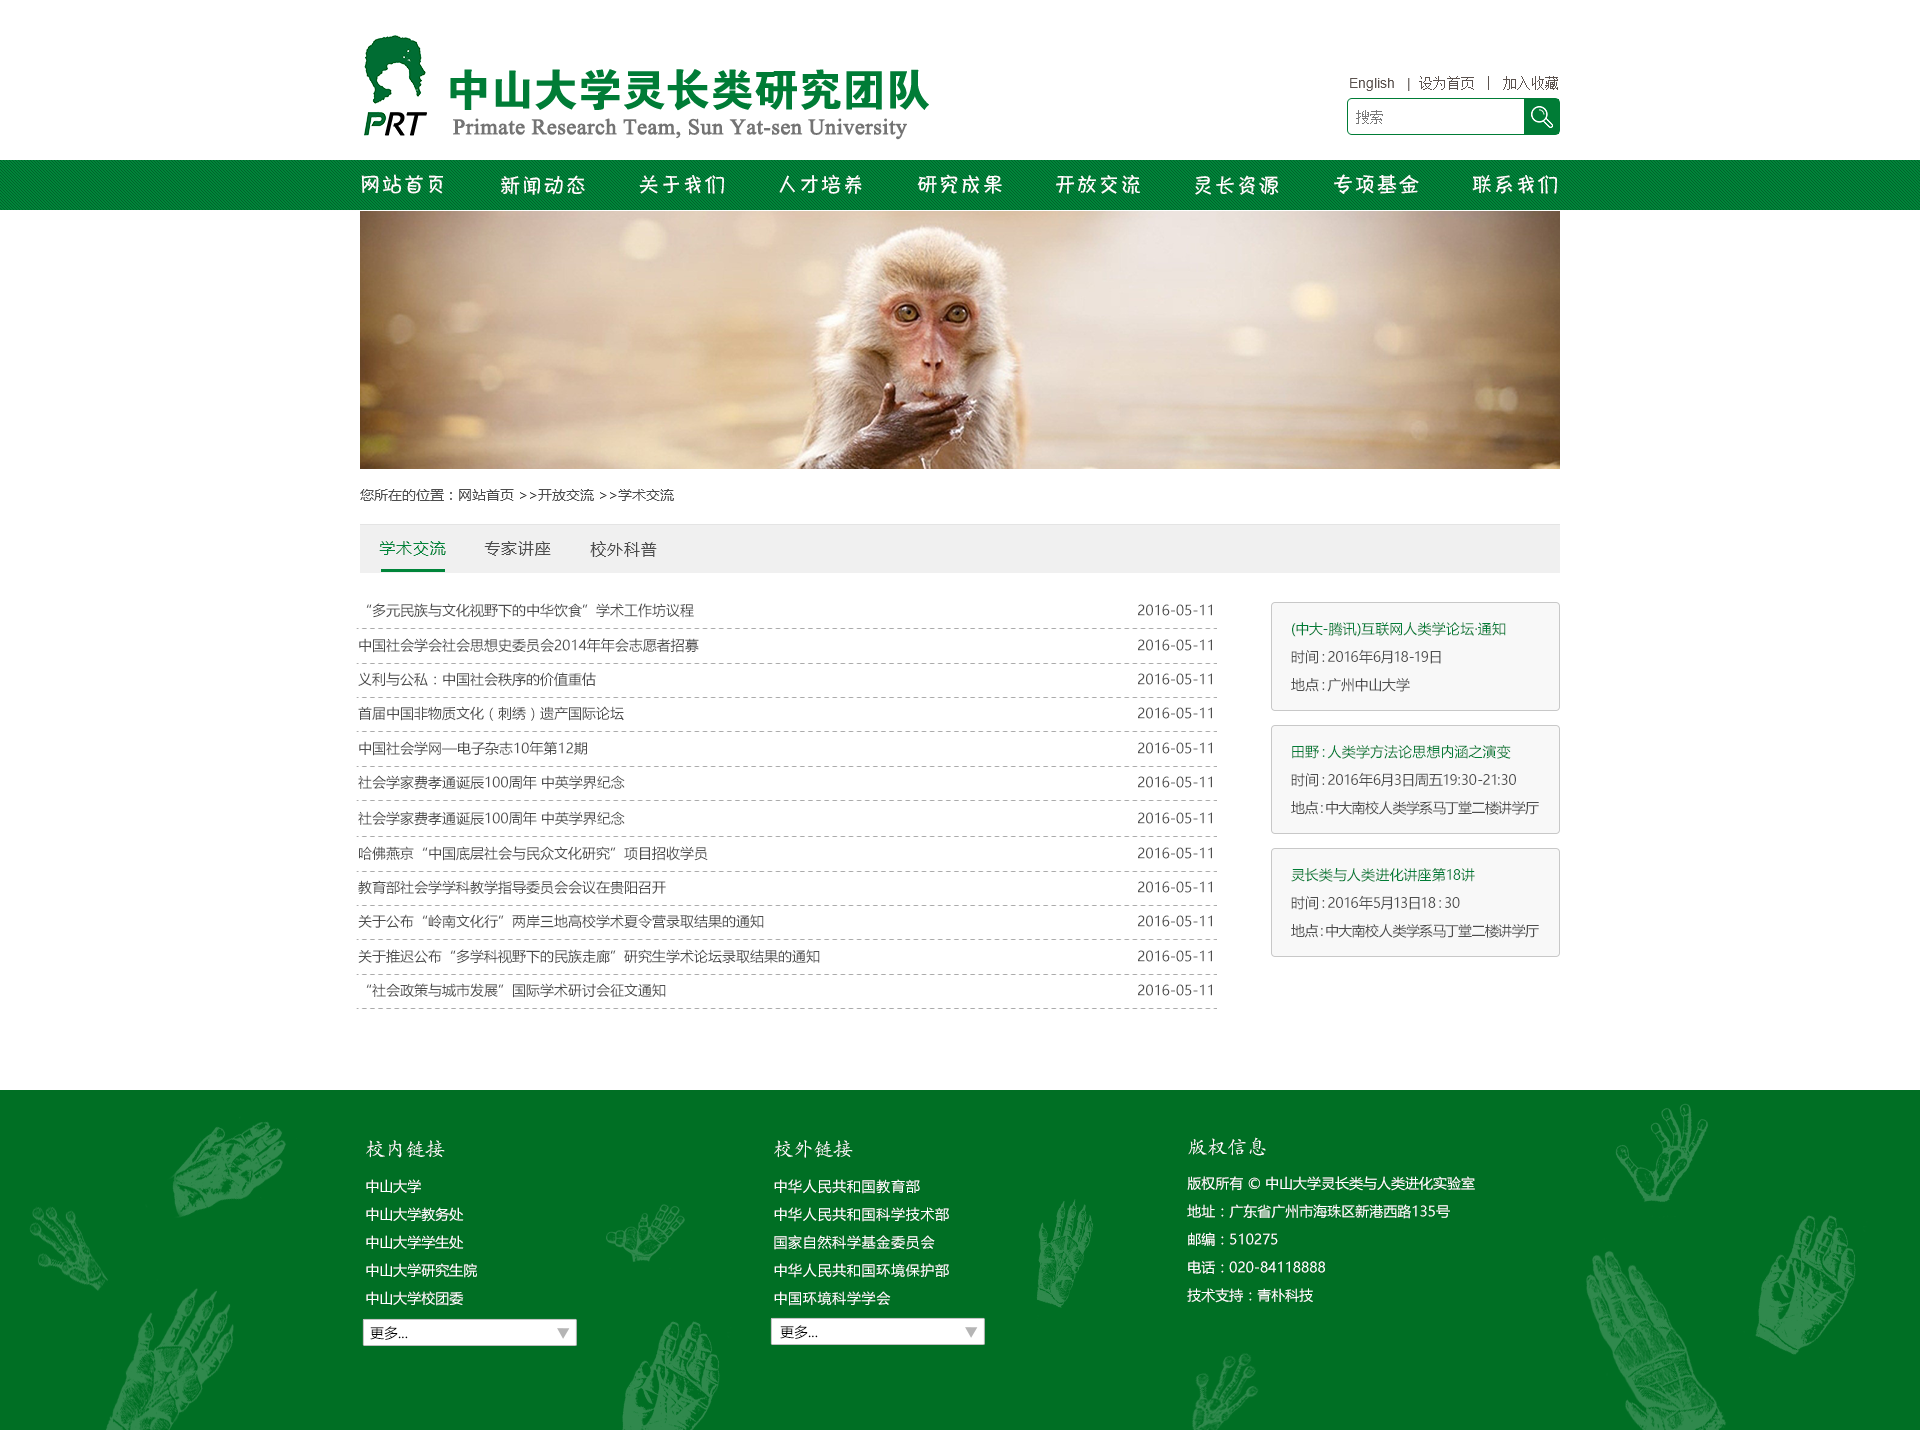 PRT
中山大学灵长类研究团队
Primate Research Team, Sun Yat-sen University
English | 设为首页 | 加入收藏
搜索
网站首页 新闻动态 关于我们 人才培养 研究成果 开放交流 灵长资源 专项基金 联系我们
您所在的位置：网站首页 >>开放交流 >>学术交流
学术交流 专家讲座 校外科普
“多元民族与文化视野下的中华饮食”学术工作坊议程 2016-05-11
中国社会学会社会思想史委员会2014年年会志愿者招募 2016-05-11
义利与公私：中国社会秩序的价值重估 2016-05-11
首届中国非物质文化（刺绣）遗产国际论坛 2016-05-11
中国社会学网—电子杂志10年第12期 2016-05-11
社会学家费孝通诞辰100周年 中英学界纪念 2016-05-11
社会学家费孝通诞辰100周年 中英学界纪念 2016-05-11
哈佛燕京“中国底层社会与民众文化研究”项目招收学员 2016-05-11
教育部社会学学科教学指导委员会会议在贵阳召开 2016-05-11
关于公布“岭南文化行”两岸三地高校学术夏令营录取结果的通知 2016-05-11
关于推迟公布“多学科视野下的民族走廊”研究生学术论坛录取结果的通知 2016-05-11
“社会政策与城市发展”国际学术研讨会征文通知 2016-05-11
(中大-腾讯)互联网人类学论坛·通知
时间:2016年6月18-19日
地点:广州中山大学
田野:人类学方法论思想内涵之演变
时间:2016年6月3日周五19:30-21:30
地点:中大南校人类学系马丁堂二楼讲学厅
灵长类与人类进化讲座第18讲
时间:2016年5月13日18:30
地点:中大南校人类学系马丁堂二楼讲学厅
校内链接
中山大学
中山大学教务处
中山大学学生处
中山大学研究生院
中山大学校团委
更多...
校外链接
中华人民共和国教育部
中华人民共和国科学技术部
国家自然科学基金委员会
中华人民共和国环境保护部
中国环境科学学会
更多...
版权信息
版权所有 © 中山大学灵长类与人类进化实验室
地址：广东省广州市海珠区新港西路135号
邮编：510275
电话：020-84118888
技术支持：青朴科技